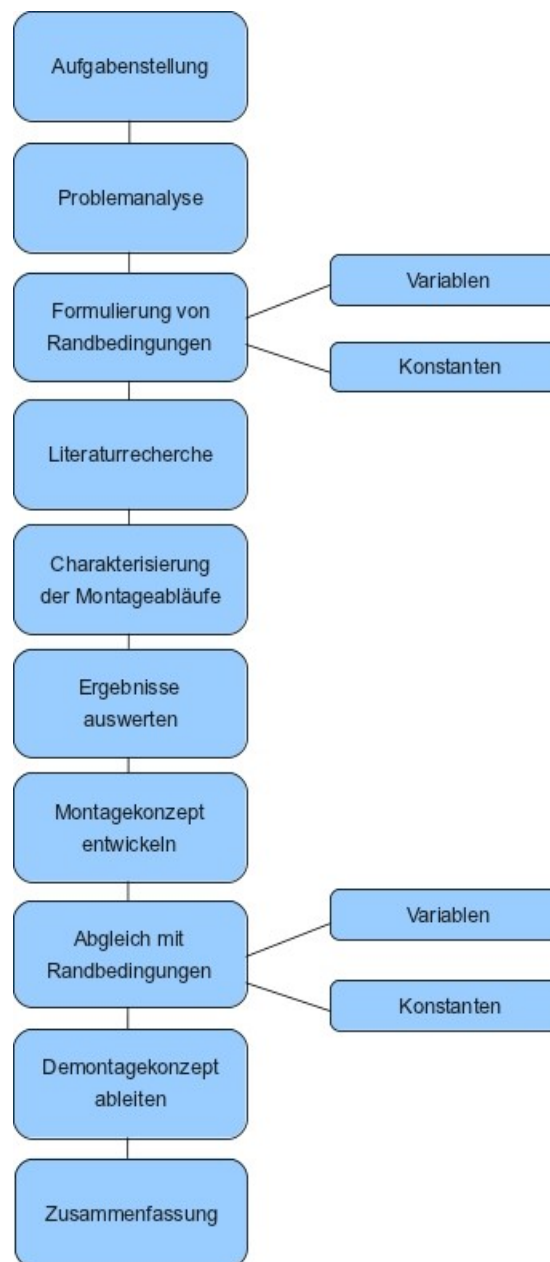 Aufgabenstellung
Problemanalyse
Formulierung von
Randbedingungen
Variablen
Konstanten
Literaturrecherche
Charakterisierung
der Montageabläufe
Ergebnisse
auswerten
Montagekonzept
entwickeln
Abgleich mit
Randbedingungen
Variablen
Konstanten
Demontagekonzept
ableiten
Zusammenfassung